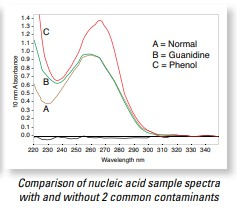 1.4
1.3
1.2
1.1
1.0
0.9
0.8
0.7
0.6
0.5
0.4
0.3
0.2
0.1
0.0
10 mm Absorbance
C
B
A
A = Normal
B = Guanidine
C = Phenol
220 230 240 250 260 270 280 290 300 310 320 330 340
Wavelength nm
Comparison of nucleic acid sample spectra
with and without 2 common contaminants